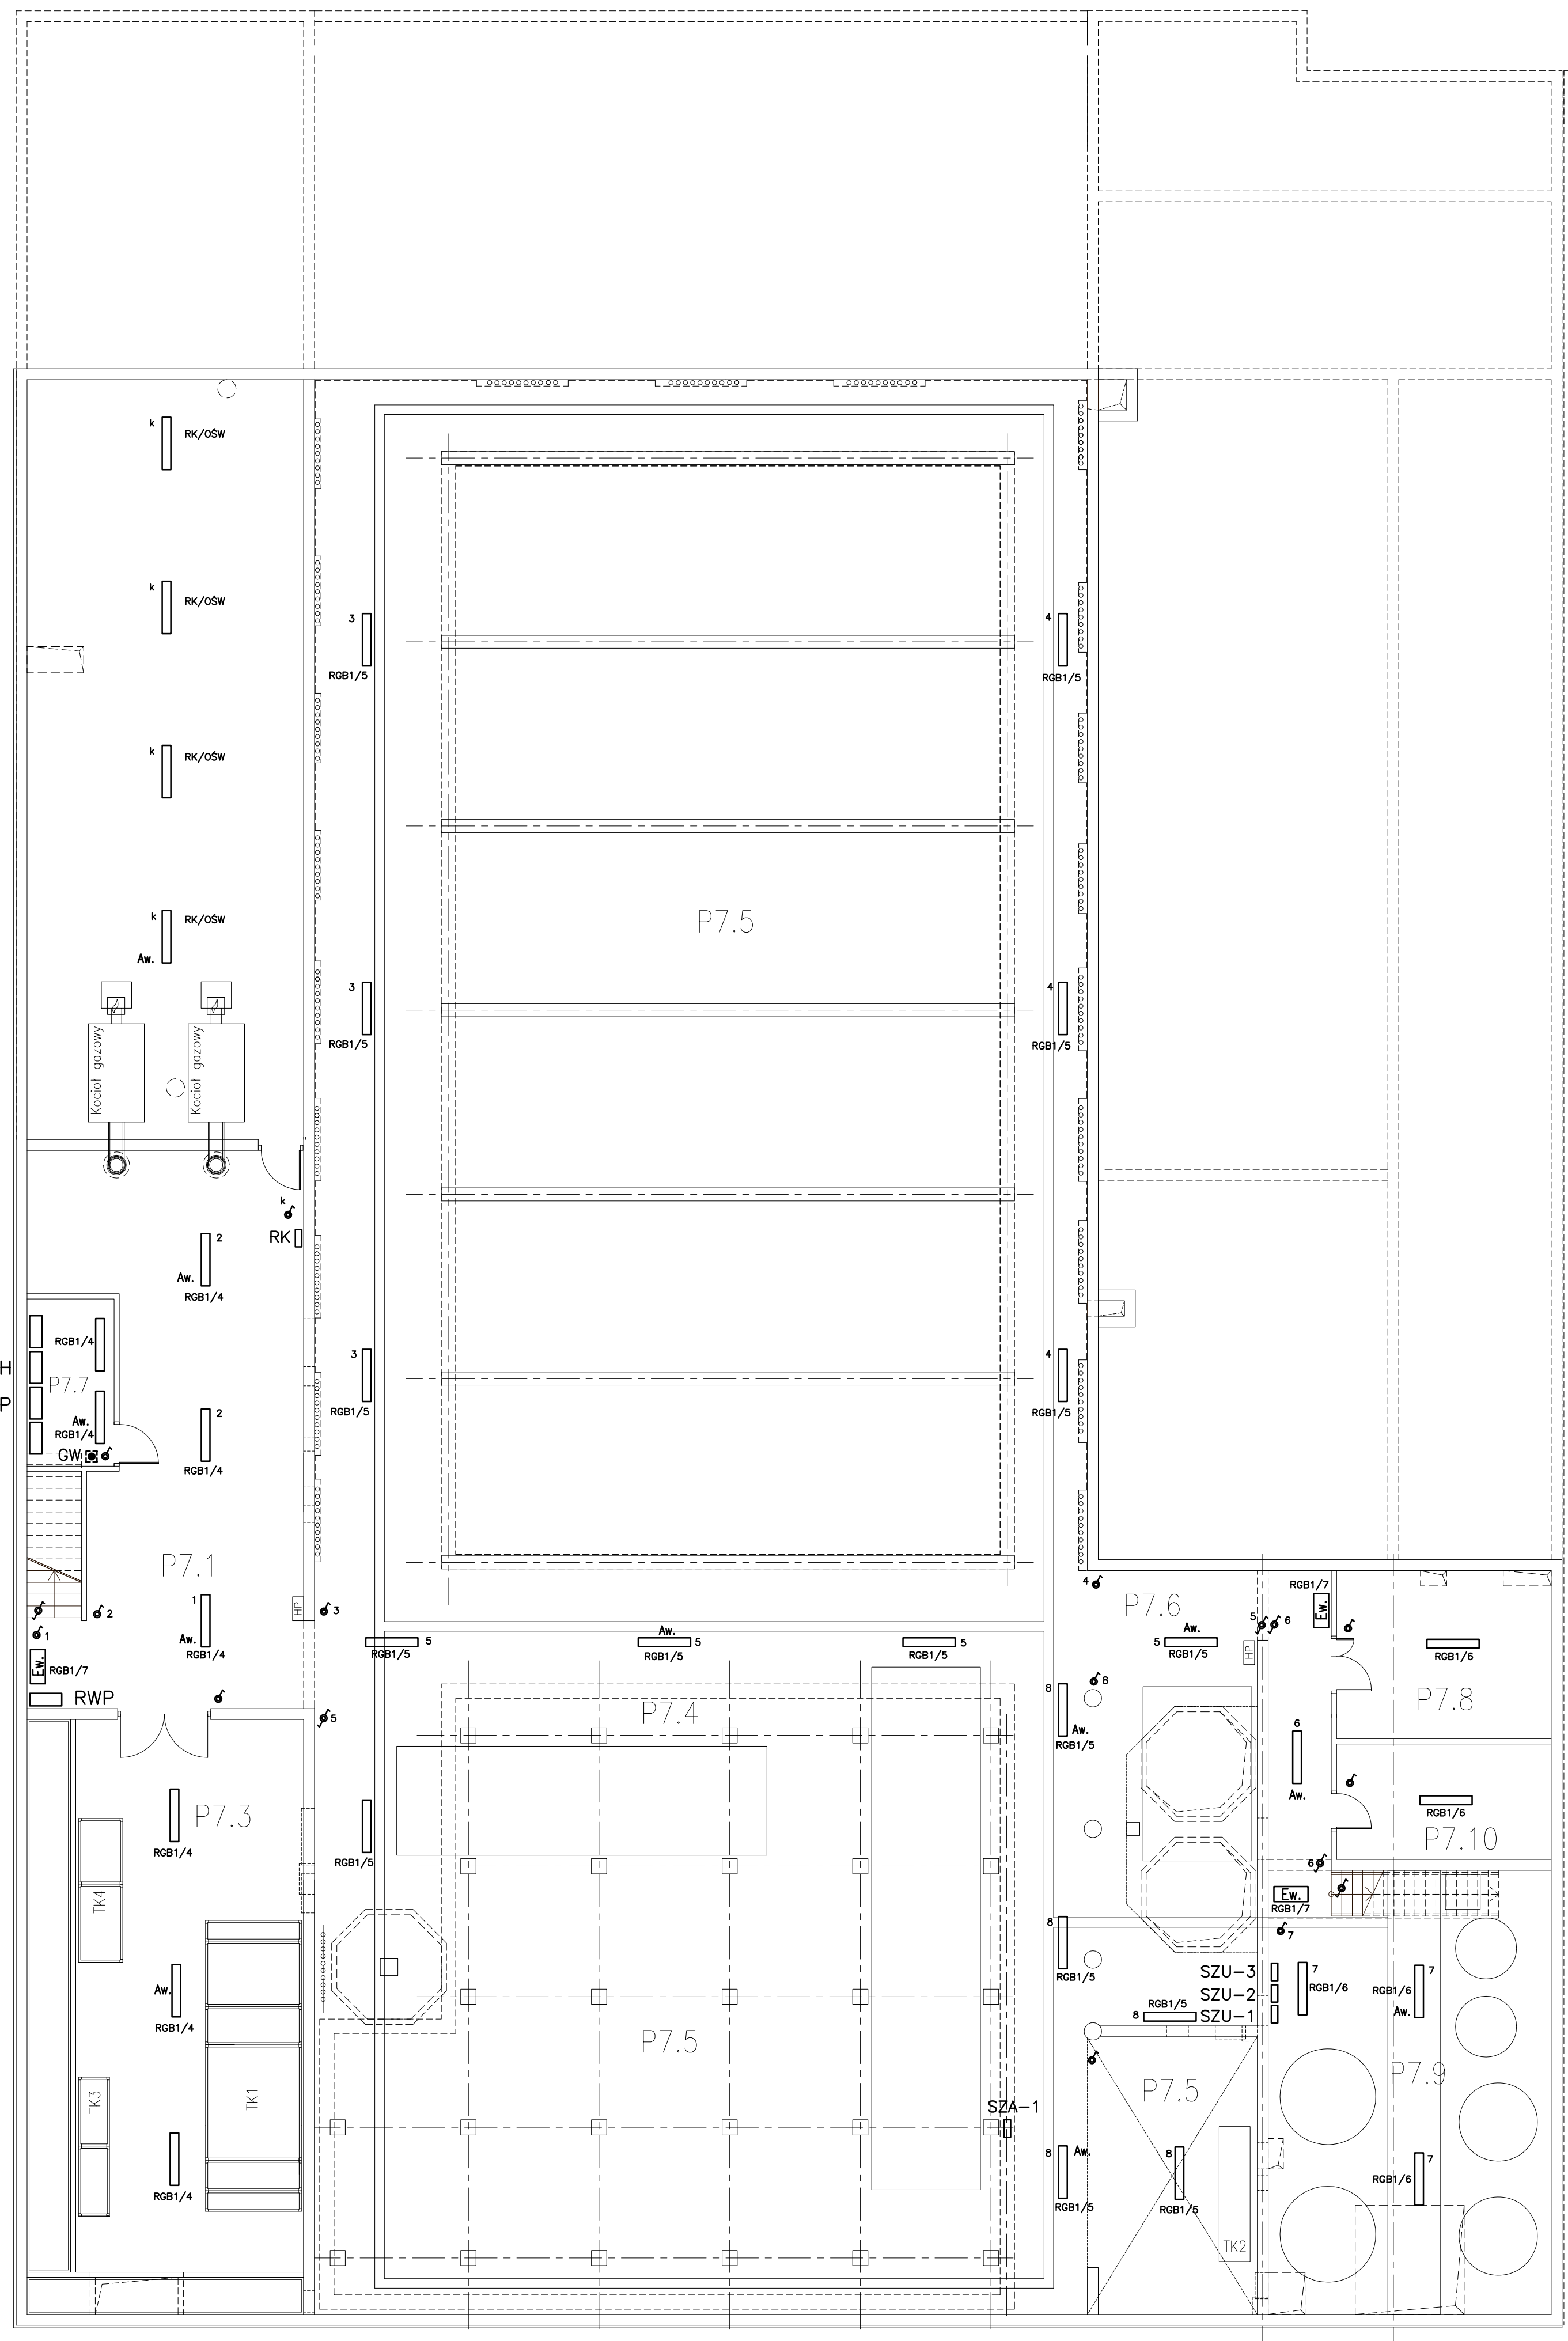 k
RK/OŚW
k
RK/OŚW
3
RGB1/5
4
RGB1/5
k
RK/OŚW
k
RK/OŚW
Aw.
P7.5
3
RGB1/5
4
RGB1/5
Kocioł gazowy
Kocioł gazowy
k
RK
2
Aw.
RGB1/4
RGB1/4
H
P7.7
P
Aw.
RGB1/4
GW
2
RGB1/4
3
RGB1/5
4
RGB1/5
P7.1
1
Aw.
RGB1/4
2
1
Ew.
RGB1/7
RWP
HP
3
5
RGB1/5
Aw.
5
RGB1/5
5
RGB1/5
4
P7.6
Aw.
5
RGB1/5
HP
5
6
RGB1/7
Ew.
RGB1/6
P7.8
5
P7.4
8
Aw.
RGB1/5
8
6
Aw.
RGB1/6
P7.10
P7.3
RGB1/4
RGB1/5
6
Ew.
RGB1/7
7
TK4
Aw.
RGB1/4
TK1
TK3
RGB1/4
8
RGB1/5
RGB1/5
8
SZU-3
SZU-2
SZU-1
7
RGB1/6
7
RGB1/6
Aw.
P7.5
P7.5
P7.9
SZA-1
8
Aw.
RGB1/5
8
RGB1/5
TK2
7
RGB1/6